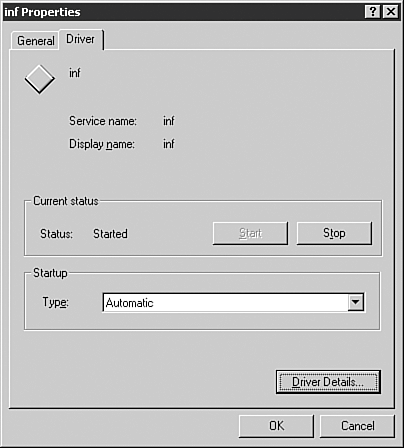 inf Properties
General Driver
inf
Service name: inf
Display name: inf
Current status
Status: Started Start Stop
Startup
Type: Automatic
Driver Details...
OK Cancel